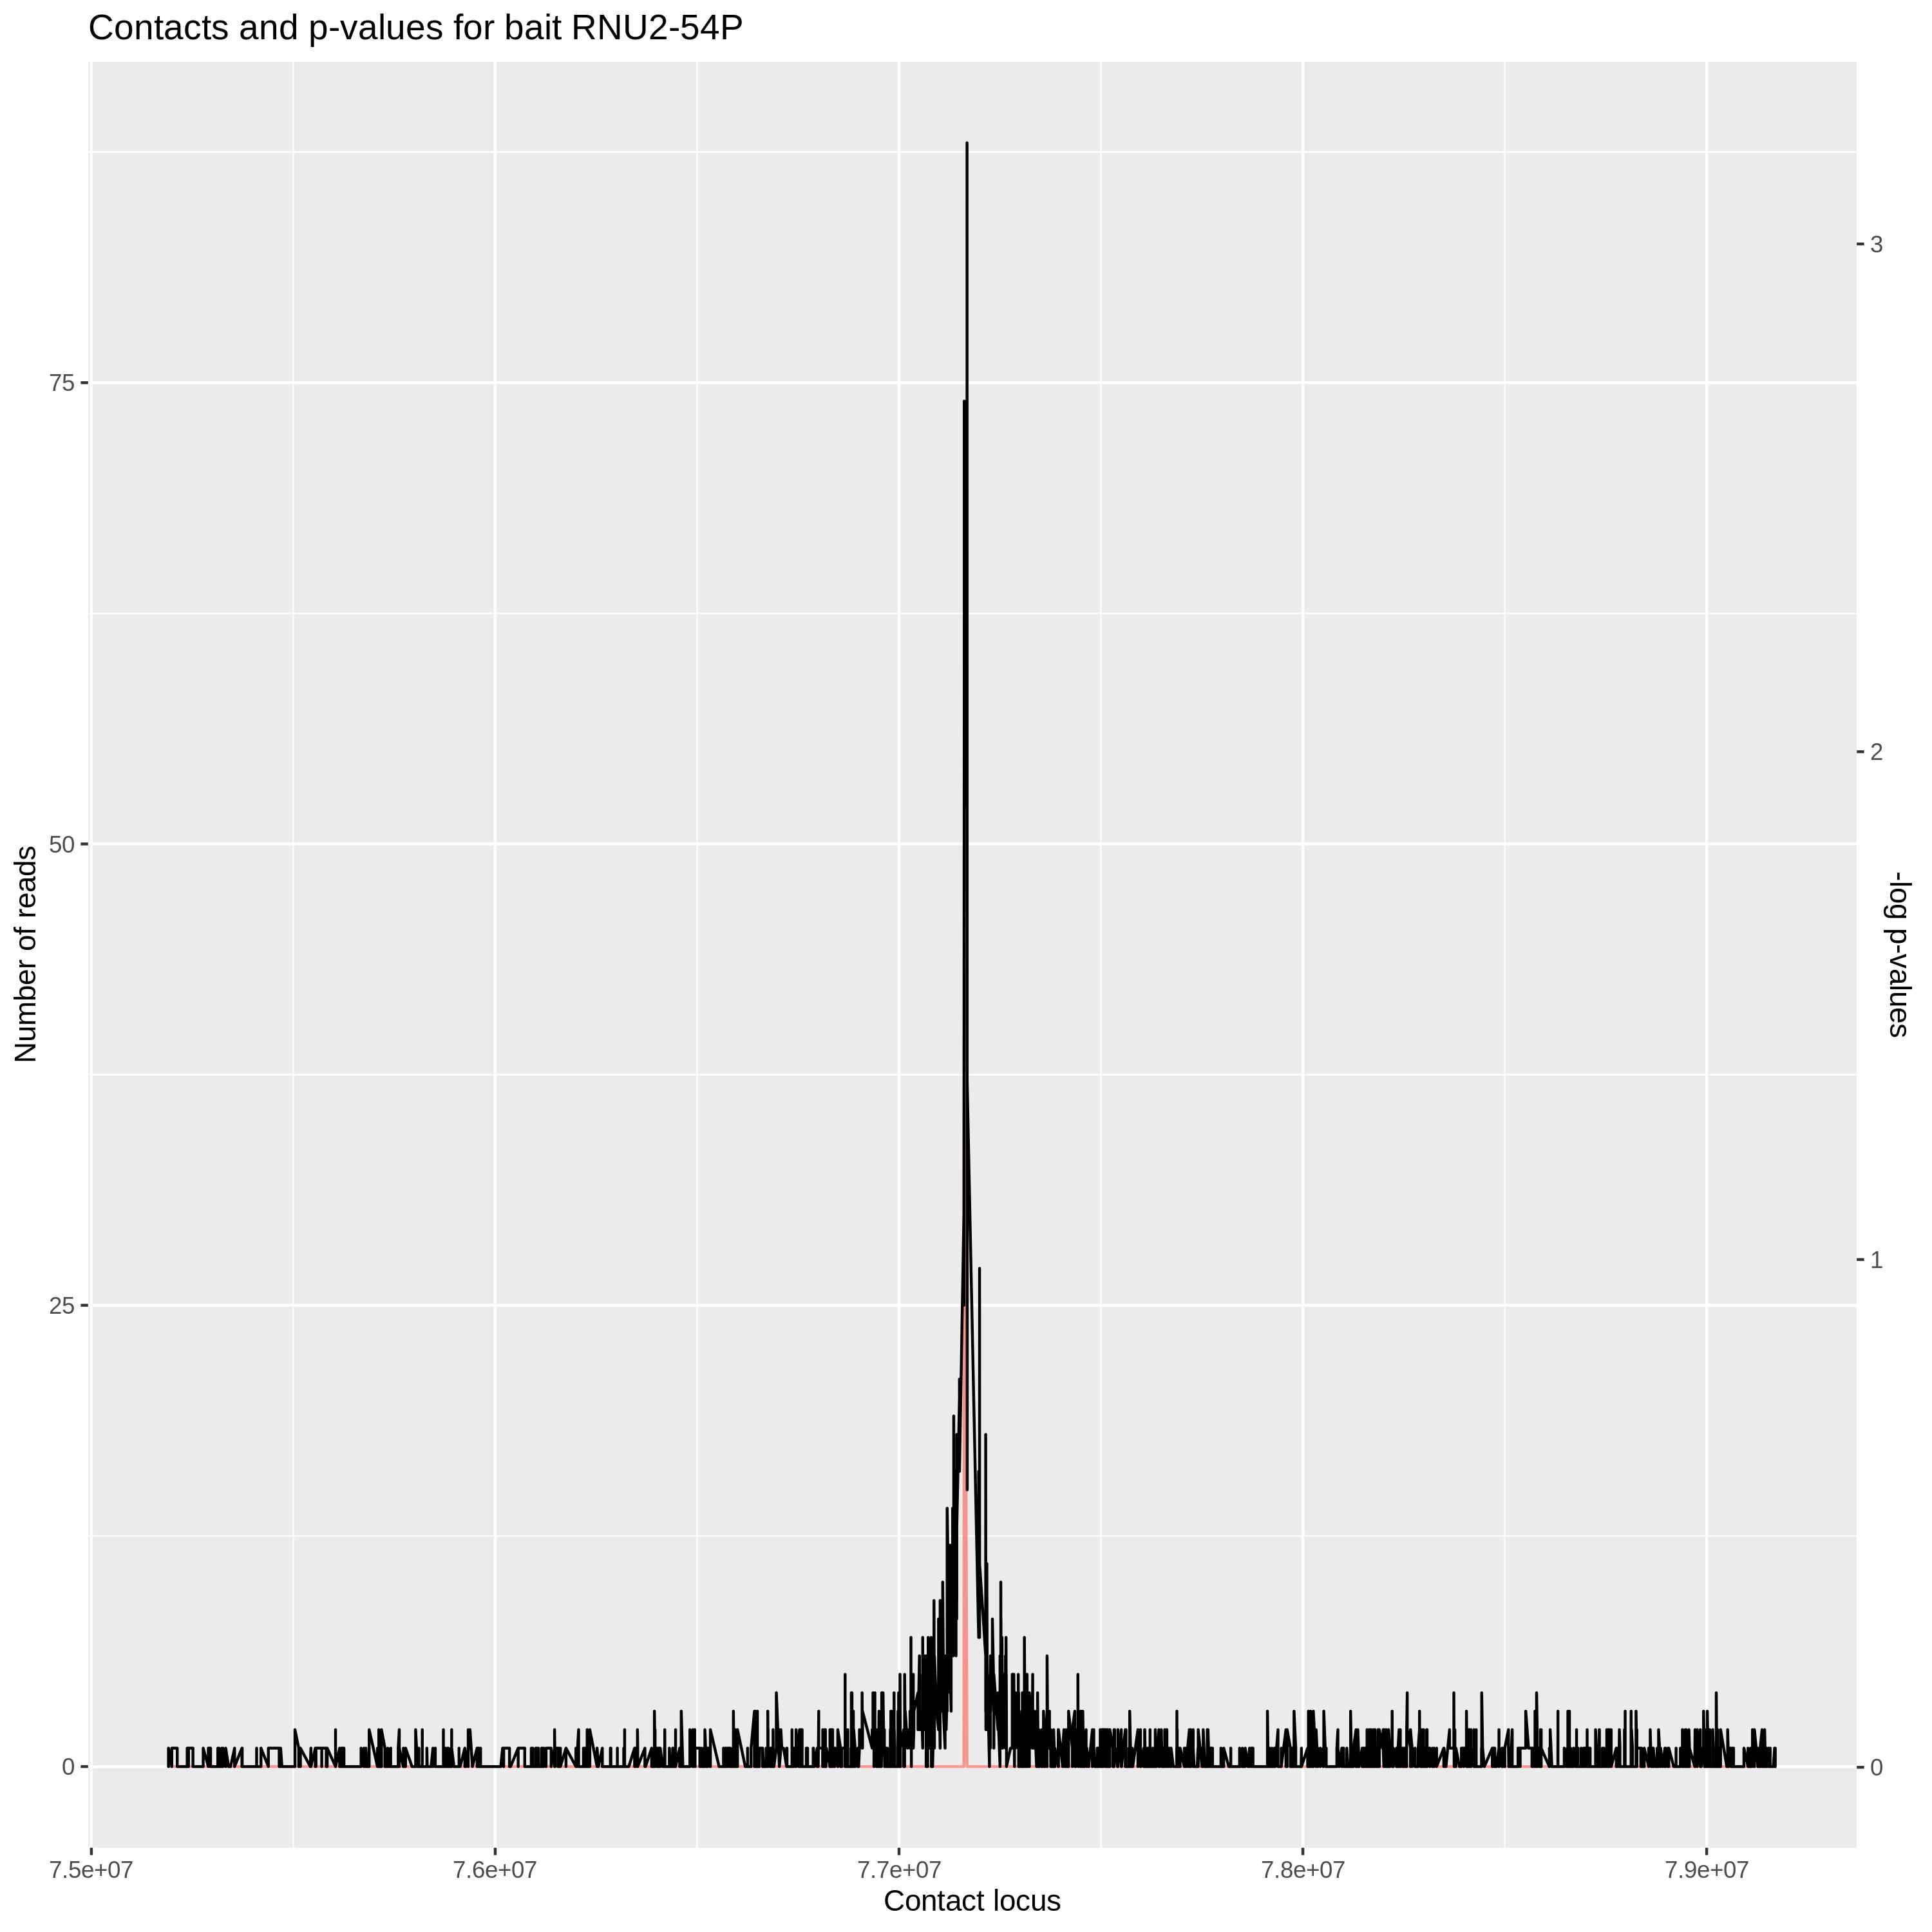 Contacts and p-values for bait RNU2-54P
Number of reads
75
50
25
0
3
2
1
0
-log p-values
7.5e+07
7.6e+07
7.7e+07
7.8e+07
7.9e+07
Contact locus